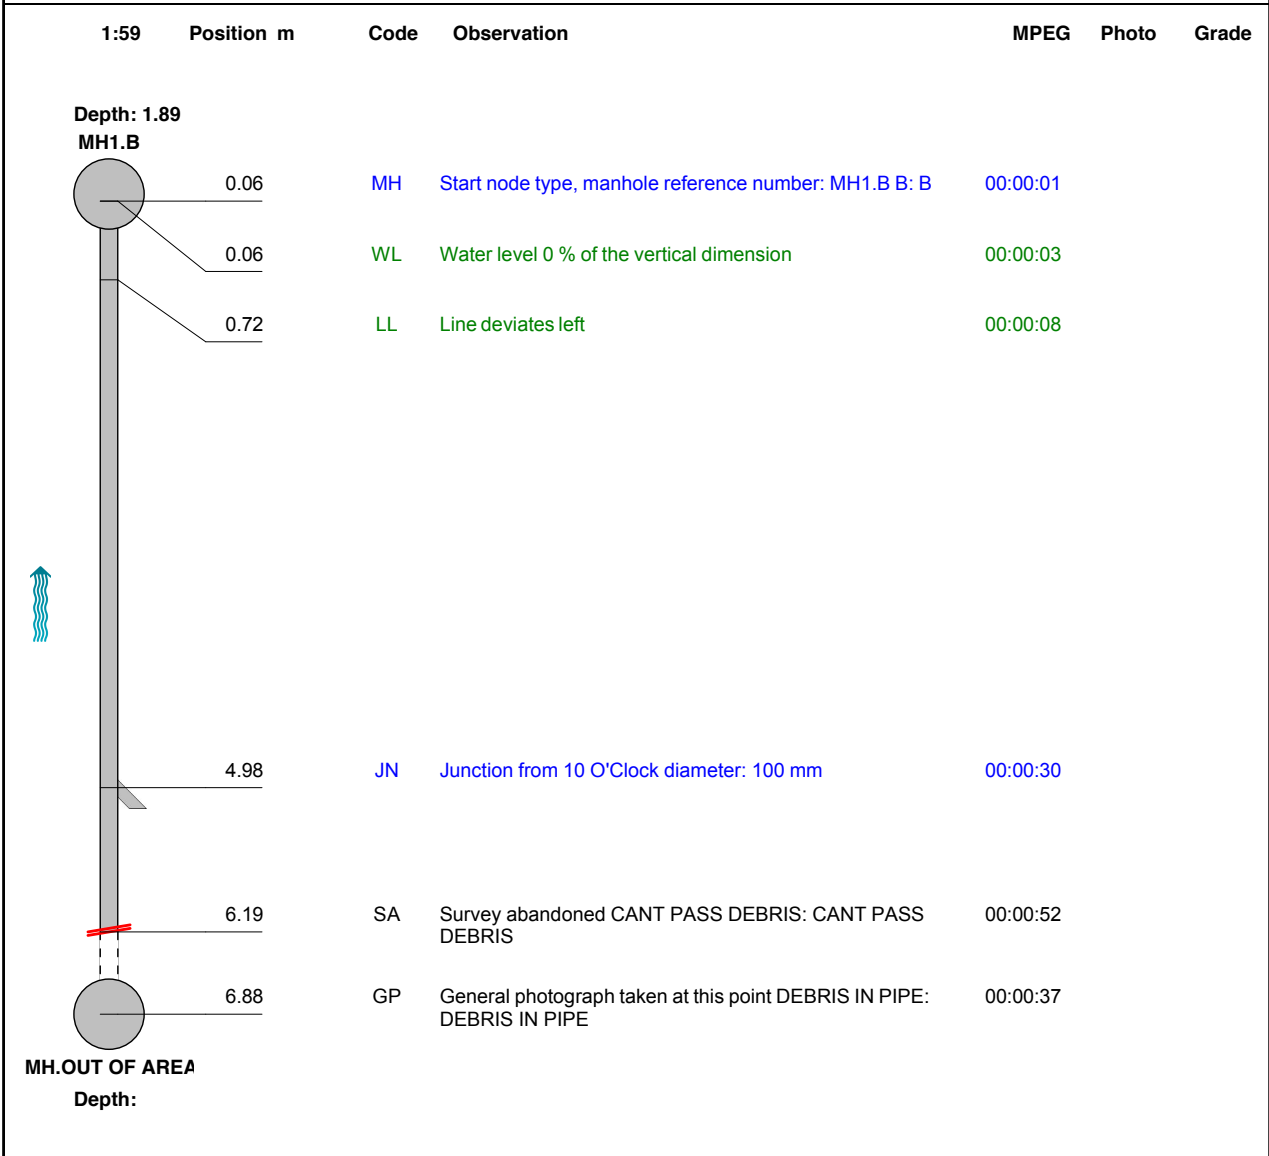 1:59 Position m Code Observation MPEG Photo Grade
Depth: 1.89
MH1.B
0.06 MH Start node type, manhole reference number: MH1.B B: B 00:00:01
0.06 WL Water level 0 % of the vertical dimension 00:00:03
0.72 LL Line deviates left 00:00:08
4.98 JN Junction from 10 O'Clock diameter: 100 mm 00:00:30
6.19 SA Survey abandoned CANT PASS DEBRIS: CANT PASS 00:00:52
DEBRIS
6.88 GP General photograph taken at this point DEBRIS IN PIPE: 00:00:37
DEBRIS IN PIPE
MH.OUT OF AREA
Depth: